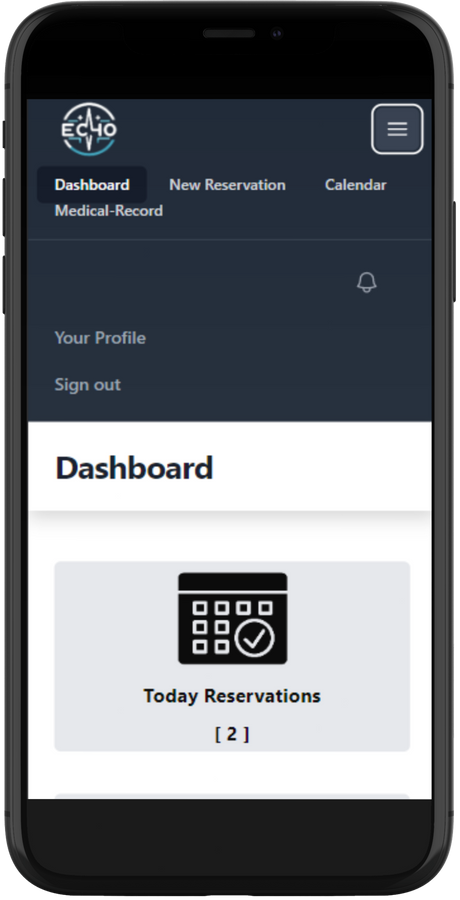 ECHO
Dashboard New Reservation Calendar
Medical-Record
Your Profile
Sign out
Dashboard
Today Reservations
[ 2 ]